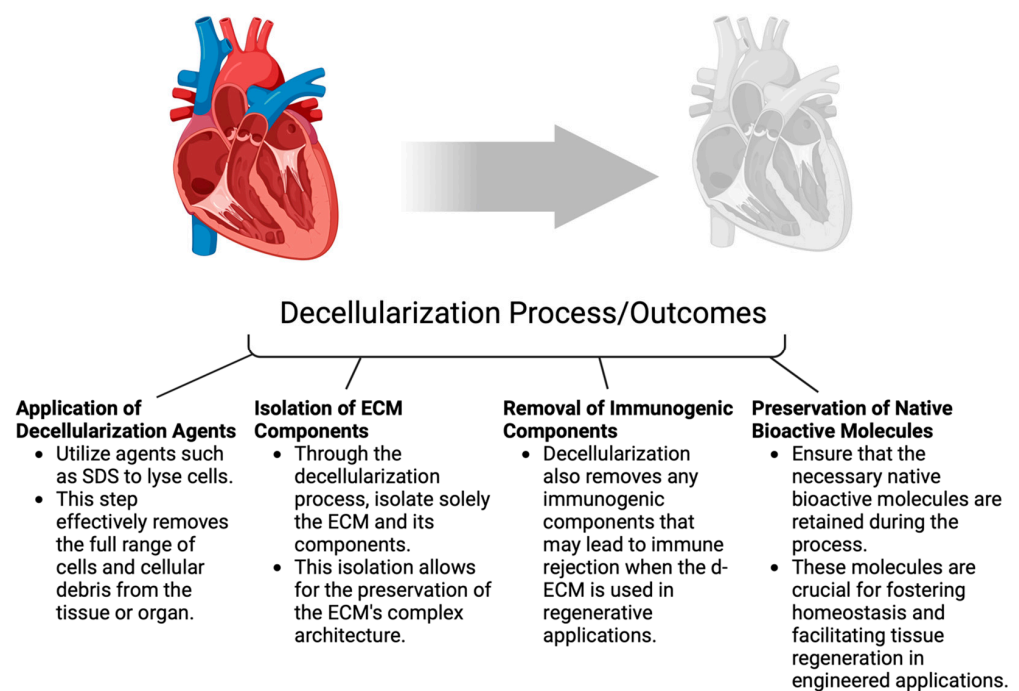 Decellularization Process/Outcomes
Application of
Decellularization Agents
• Utilize agents such
as SDS to lyse cells.
• This step
effectively removes
the full range of
cells and cellular
debris from the
tissue or organ.
Isolation of ECM
Components
• Through the
decellularization
process, isolate solely
the ECM and its
components.
• This isolation allows
for the preservation of
the ECM's complex
architecture.
Removal of Immunogenic
Components
• Decellularization
also removes any
immunogenic
components that
may lead to immune
rejection when the d-
ECM is used in
regenerative
applications.
Preservation of Native
Bioactive Molecules
• Ensure that the
necessary native
bioactive molecules are
retained during the
process.
• These molecules are
crucial for fostering
homeostasis and
facilitating tissue
regeneration in
engineered applications.